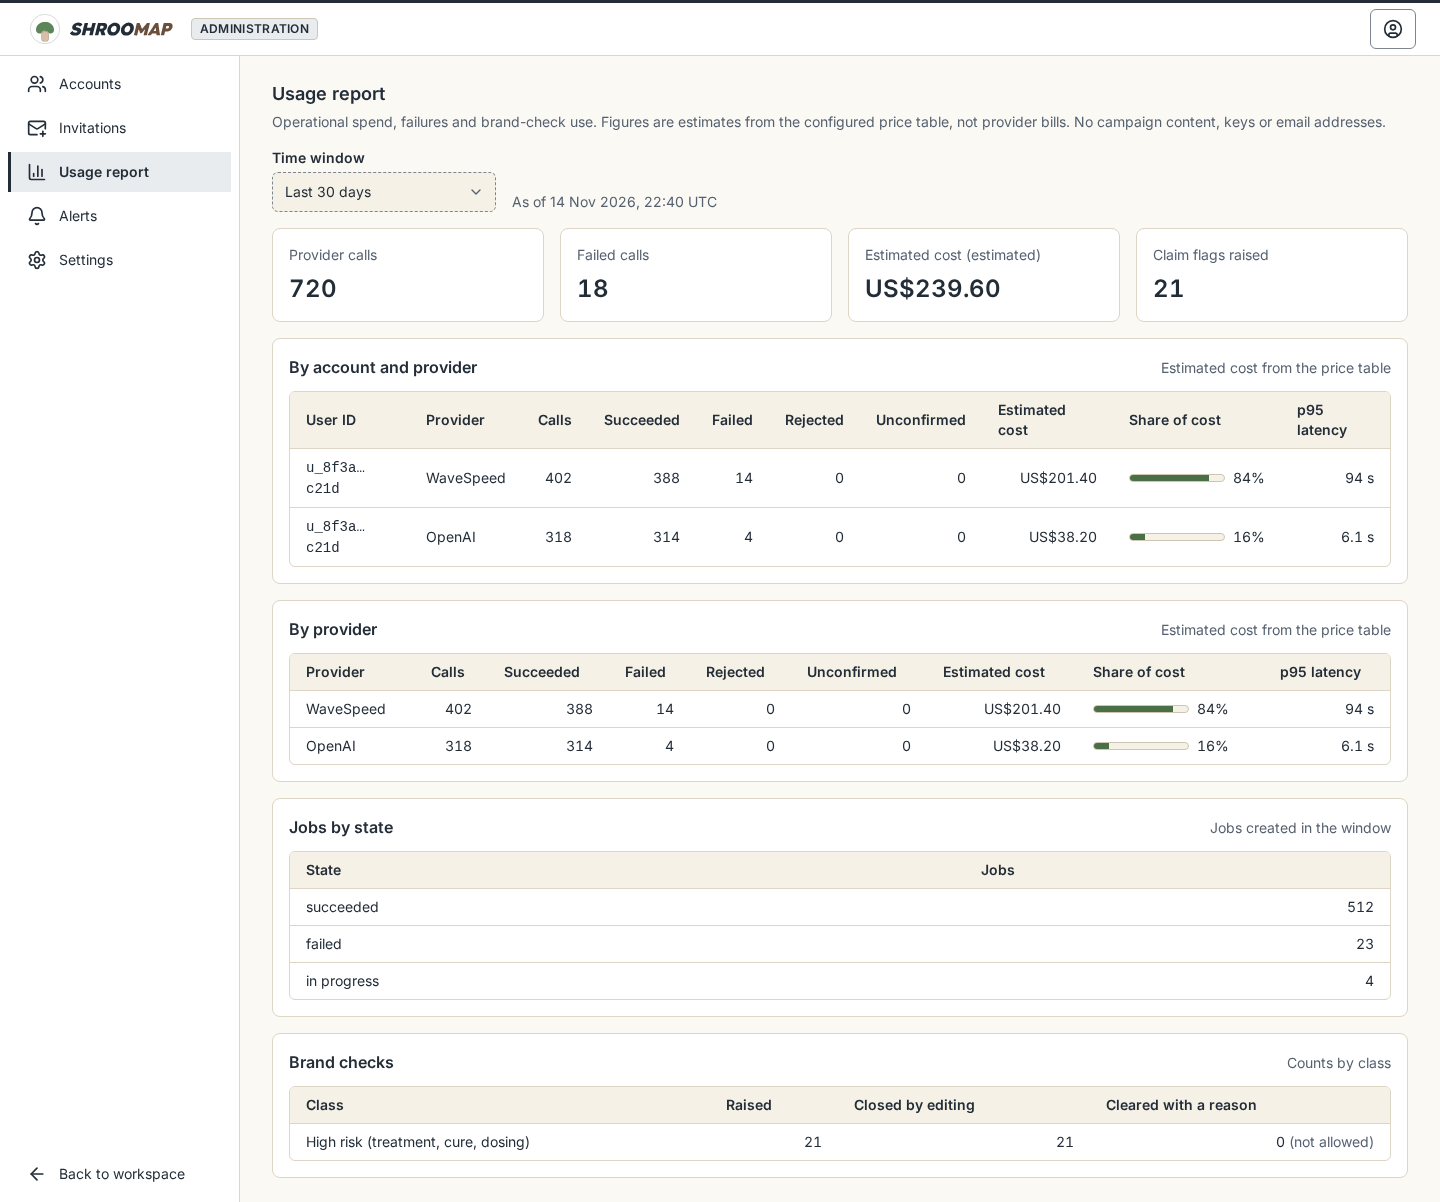 SHROOMAP ADMINISTRATION
Accounts
Invitations
Usage report
Alerts
Settings
Back to workspace
Usage report
Operational spend, failures and brand-check use. Figures are estimates from the configured price table, not provider bills. No campaign content, keys or email addresses.
Time window
Last 30 days
As of 14 Nov 2026, 22:40 UTC
Provider calls
720
Failed calls
18
Estimated cost (estimated)
US$239.60
Claim flags raised
21
By account and provider Estimated cost from the price table
User ID Provider Calls Succeeded Failed Rejected Unconfirmed Estimated cost Share of cost p95 latency
u_8f3a…c21d WaveSpeed 402 388 14 0 0 US$201.40 84% 94 s
u_8f3a…c21d OpenAI 318 314 4 0 0 US$38.20 16% 6.1 s
By provider Estimated cost from the price table
Provider Calls Succeeded Failed Rejected Unconfirmed Estimated cost Share of cost p95 latency
WaveSpeed 402 388 14 0 0 US$201.40 84% 94 s
OpenAI 318 314 4 0 0 US$38.20 16% 6.1 s
Jobs by state Jobs created in the window
State Jobs
succeeded 512
failed 23
in progress 4
Brand checks Counts by class
Class Raised Closed by editing Cleared with a reason
High risk (treatment, cure, dosing) 21 21 0 (not allowed)